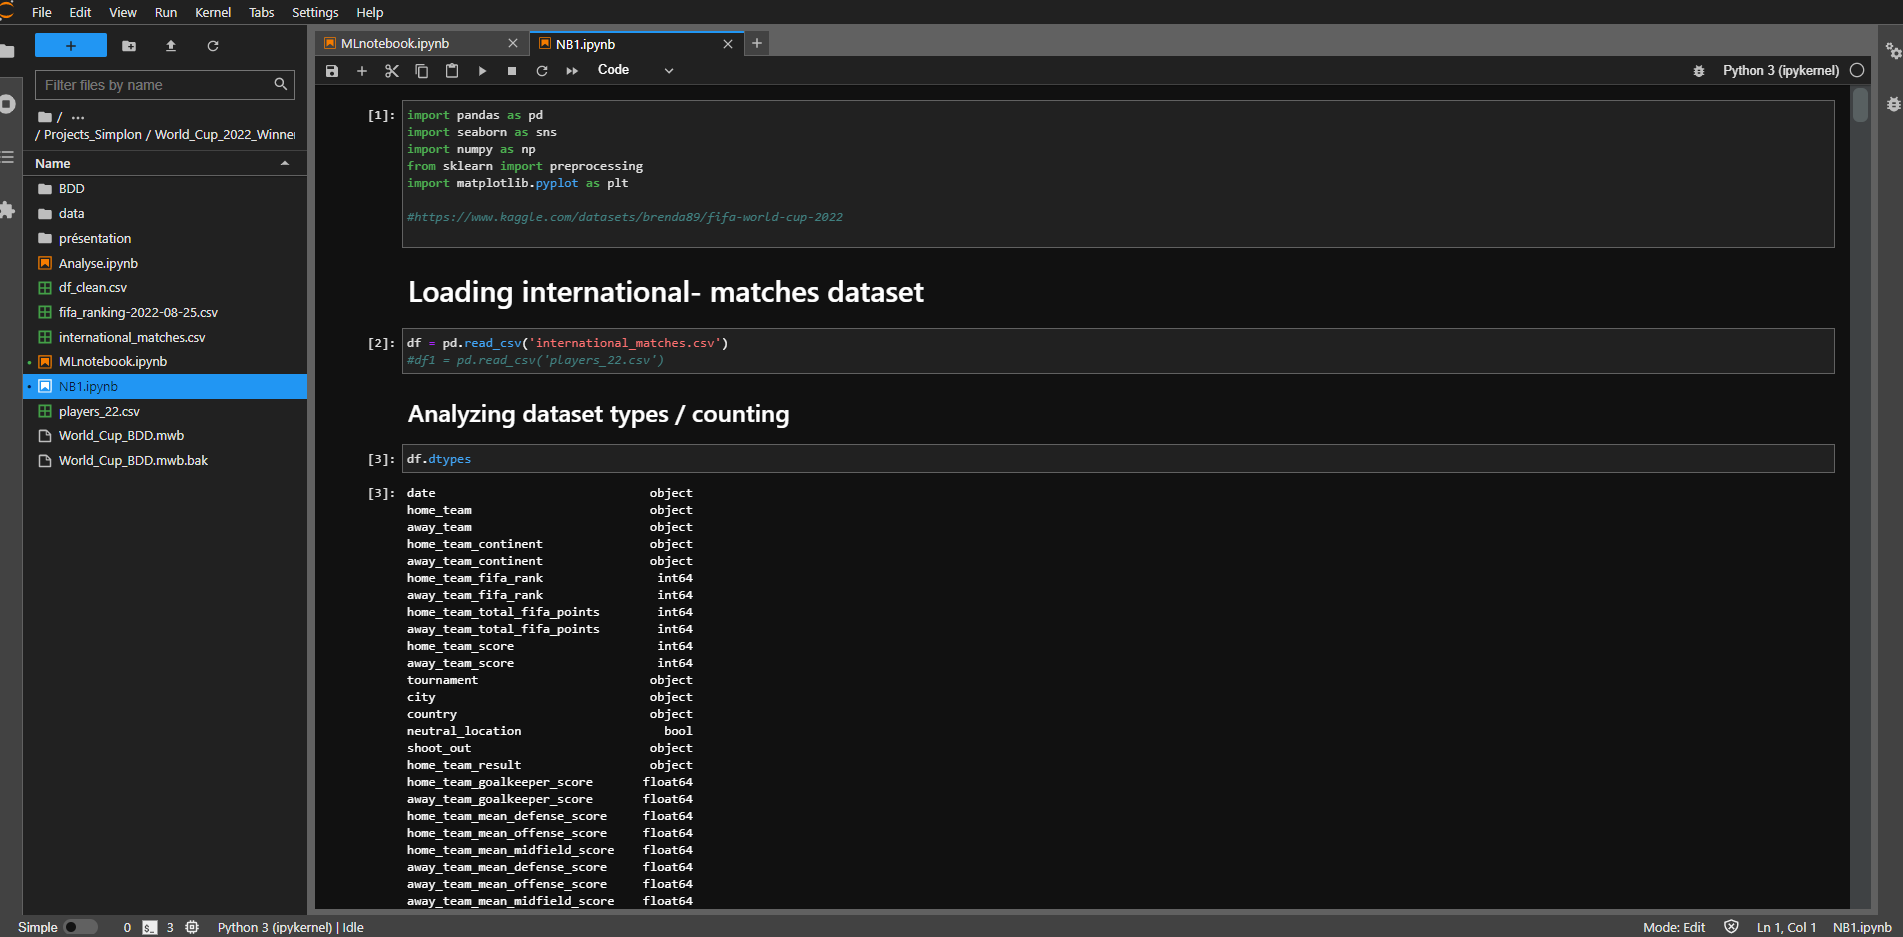 File Edit View Run Kernel Tabs Settings Help
+
Filter files by name
/ ...
/ Projects_Simplon / World_Cup_2022_Winner
Name
BDD
data
présentation
Analyse.ipynb
df_clean.csv
fifa_ranking-2022-08-25.csv
international_matches.csv
MLnotebook.ipynb
NB1.ipynb
players_22.csv
World_Cup_BDD.mwb
World_Cup_BDD.mwb.bak
MLnotebook.ipynb
NB1.ipynb
Code
Python 3 (ipykernel)
[1]: import pandas as pd
import seaborn as sns
import numpy as np
from sklearn import preprocessing
import matplotlib.pyplot as plt
#https://www.kaggle.com/datasets/brenda89/fifa-world-cup-2022
Loading international- matches dataset
[2]: df = pd.read_csv('international_matches.csv')
#df1 = pd.read_csv('players_22.csv')
Analyzing dataset types / counting
[3]: df.dtypes
[3]: date object
home_team object
away_team object
home_team_continent object
away_team_continent object
home_team_fifa_rank int64
away_team_fifa_rank int64
home_team_total_fifa_points int64
away_team_total_fifa_points int64
home_team_score int64
away_team_score int64
tournament object
city object
country object
neutral_location bool
shoot_out object
home_team_result object
home_team_goalkeeper_score float64
away_team_goalkeeper_score float64
home_team_mean_defense_score float64
home_team_mean_offense_score float64
home_team_mean_midfield_score float64
away_team_mean_defense_score float64
away_team_mean_offense_score float64
away_team_mean_midfield_score float64
Simple 0 $_ 3 Python 3 (ipykernel) | Idle Mode: Edit Ln 1, Col 1 NB1.ipynb